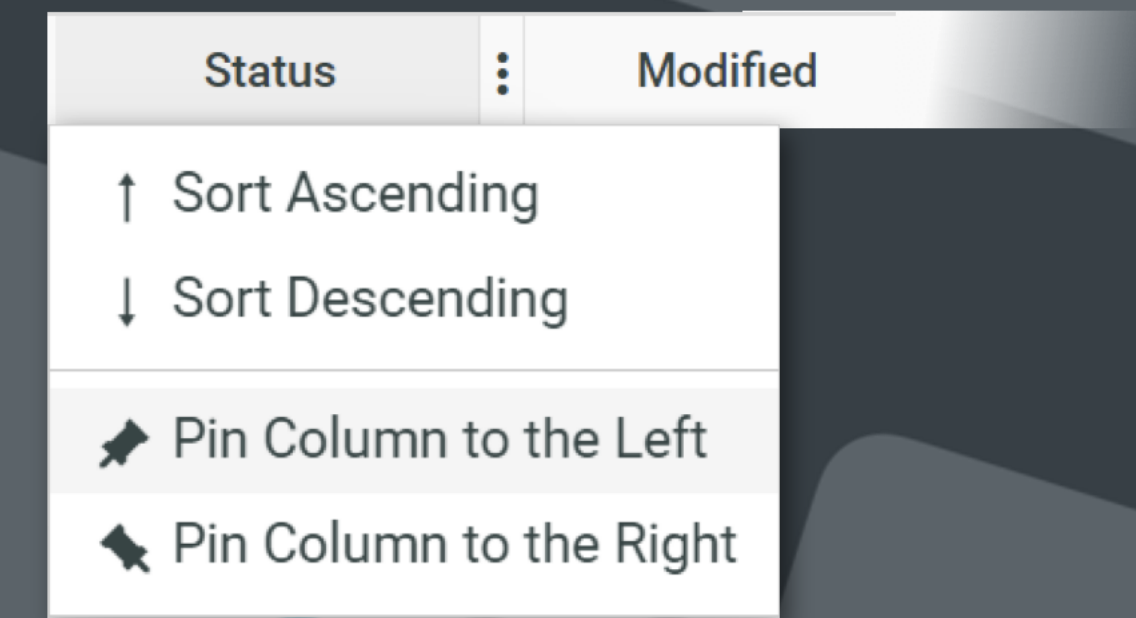 Status Modified
Sort Ascending
Sort Descending
Pin Column to the Left
Pin Column to the Right